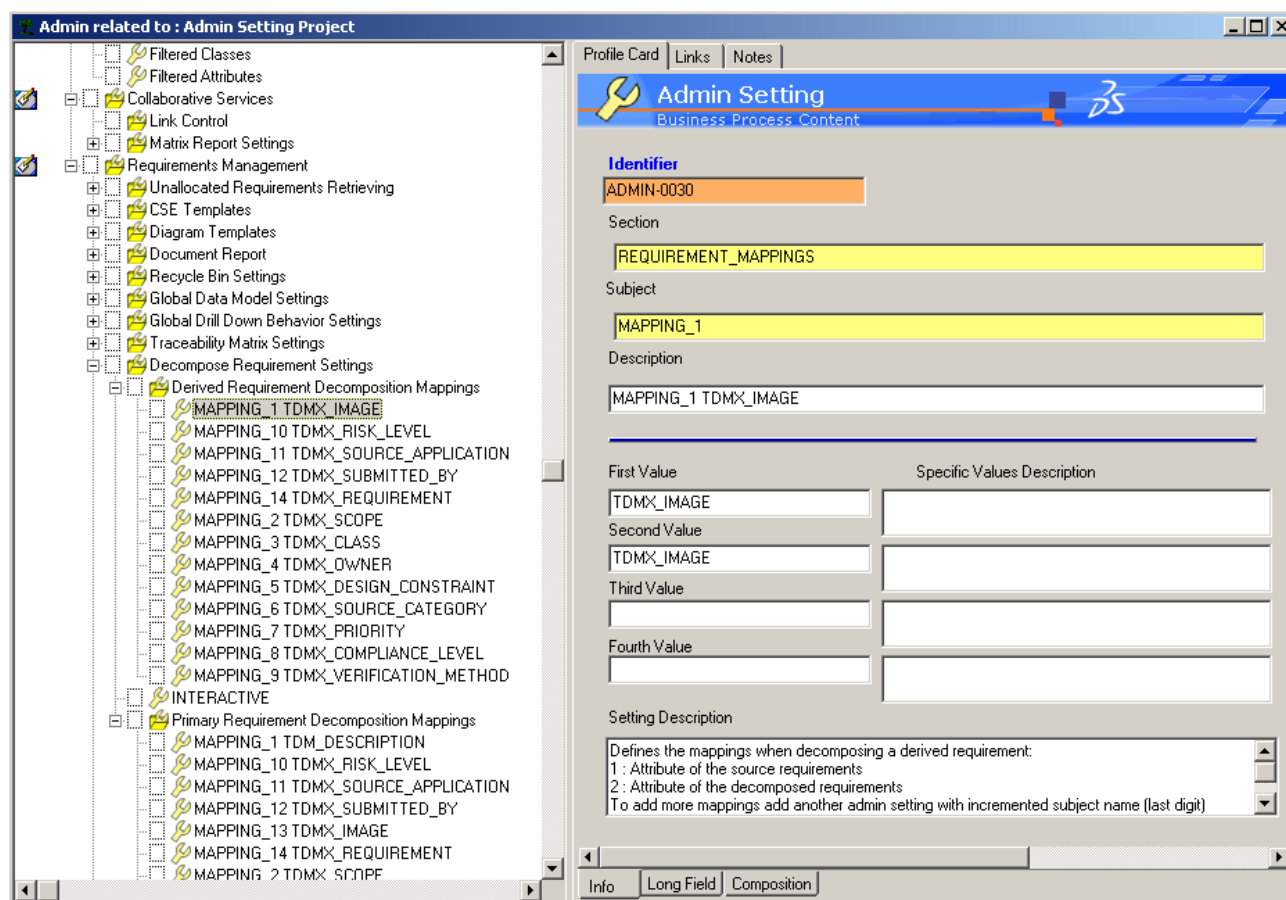 Admin related to : Admin Setting Project
Filtered Classes
Filtered Attributes
Collaborative Services
Link Control
Matrix Report Settings
Requirements Management
Unallocated Requirements Retrieving
CSE Templates
Diagram Templates
Document Report
Recycle Bin Settings
Global Data Model Settings
Global Drill Down Behavior Settings
Traceability Matrix Settings
Decompose Requirement Settings
Derived Requirement Decomposition Mappings
MAPPING_1 TDMX_IMAGE
MAPPING_10 TDMX_RISK_LEVEL
MAPPING_11 TDMX_SOURCE_APPLICATION
MAPPING_12 TDMX_SUBMITTED_BY
MAPPING_14 TDMX_REQUIREMENT
MAPPING_2 TDMX_SCOPE
MAPPING_3 TDMX_CLASS
MAPPING_4 TDMX_OWNER
MAPPING_5 TDMX_DESIGN_CONSTRAINT
MAPPING_6 TDMX_SOURCE_CATEGORY
MAPPING_7 TDMX_PRIORITY
MAPPING_8 TDMX_COMPLIANCE_LEVEL
MAPPING_9 TDMX_VERIFICATION_METHOD
INTERACTIVE
Primary Requirement Decomposition Mappings
MAPPING_1 TDM_DESCRIPTION
MAPPING_10 TDMX_RISK_LEVEL
MAPPING_11 TDMX_SOURCE_APPLICATION
MAPPING_12 TDMX_SUBMITTED_BY
MAPPING_13 TDMX_IMAGE
MAPPING_14 TDMX_REQUIREMENT
MAPPING_2 TDMX_SCOPE
Profile Card Links Notes
Admin Setting
Business Process Content
DS
Identifier
ADMIN-0030
Section
REQUIREMENT_MAPPINGS
Subject
MAPPING_1
Description
MAPPING_1 TDMX_IMAGE
First Value Specific Values Description
TDMX_IMAGE
Second Value
TDMX_IMAGE
Third Value
Fourth Value
Setting Description
Defines the mappings when decomposing a derived requirement:
1 : Attribute of the source requirements
2 : Attribute of the decomposed requirements
To add more mappings add another admin setting with incremented subject name (last digit)
Info Long Field Composition